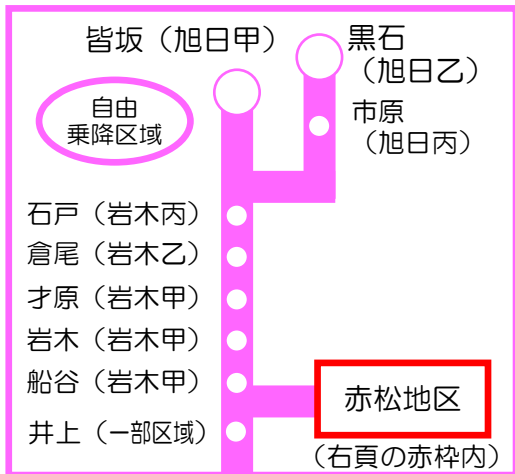 皆坂（旭日甲）
黒石
（旭日乙）
自由
乗降区域
市原
（旭日丙）
石戸（岩木丙）
倉尾（岩木乙）
才原（岩木甲）
岩木（岩木甲）
船谷（岩木甲）
赤松地区
井上（一部区域）
（右頁の赤枠内）